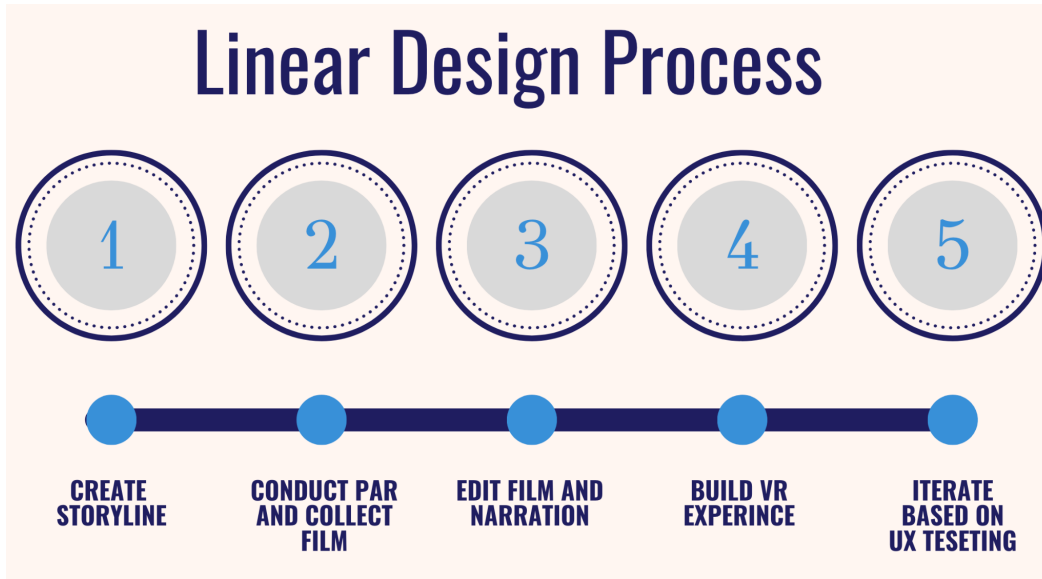 Linear Design Process
1
2
3
4
5
CREATE
STORYLINE
CONDUCT PAR
AND COLLECT
FILM
EDIT FILM AND
NARRATION
BUILD VR
EXPERINCE
ITERATE
BASED ON
UX TESETING